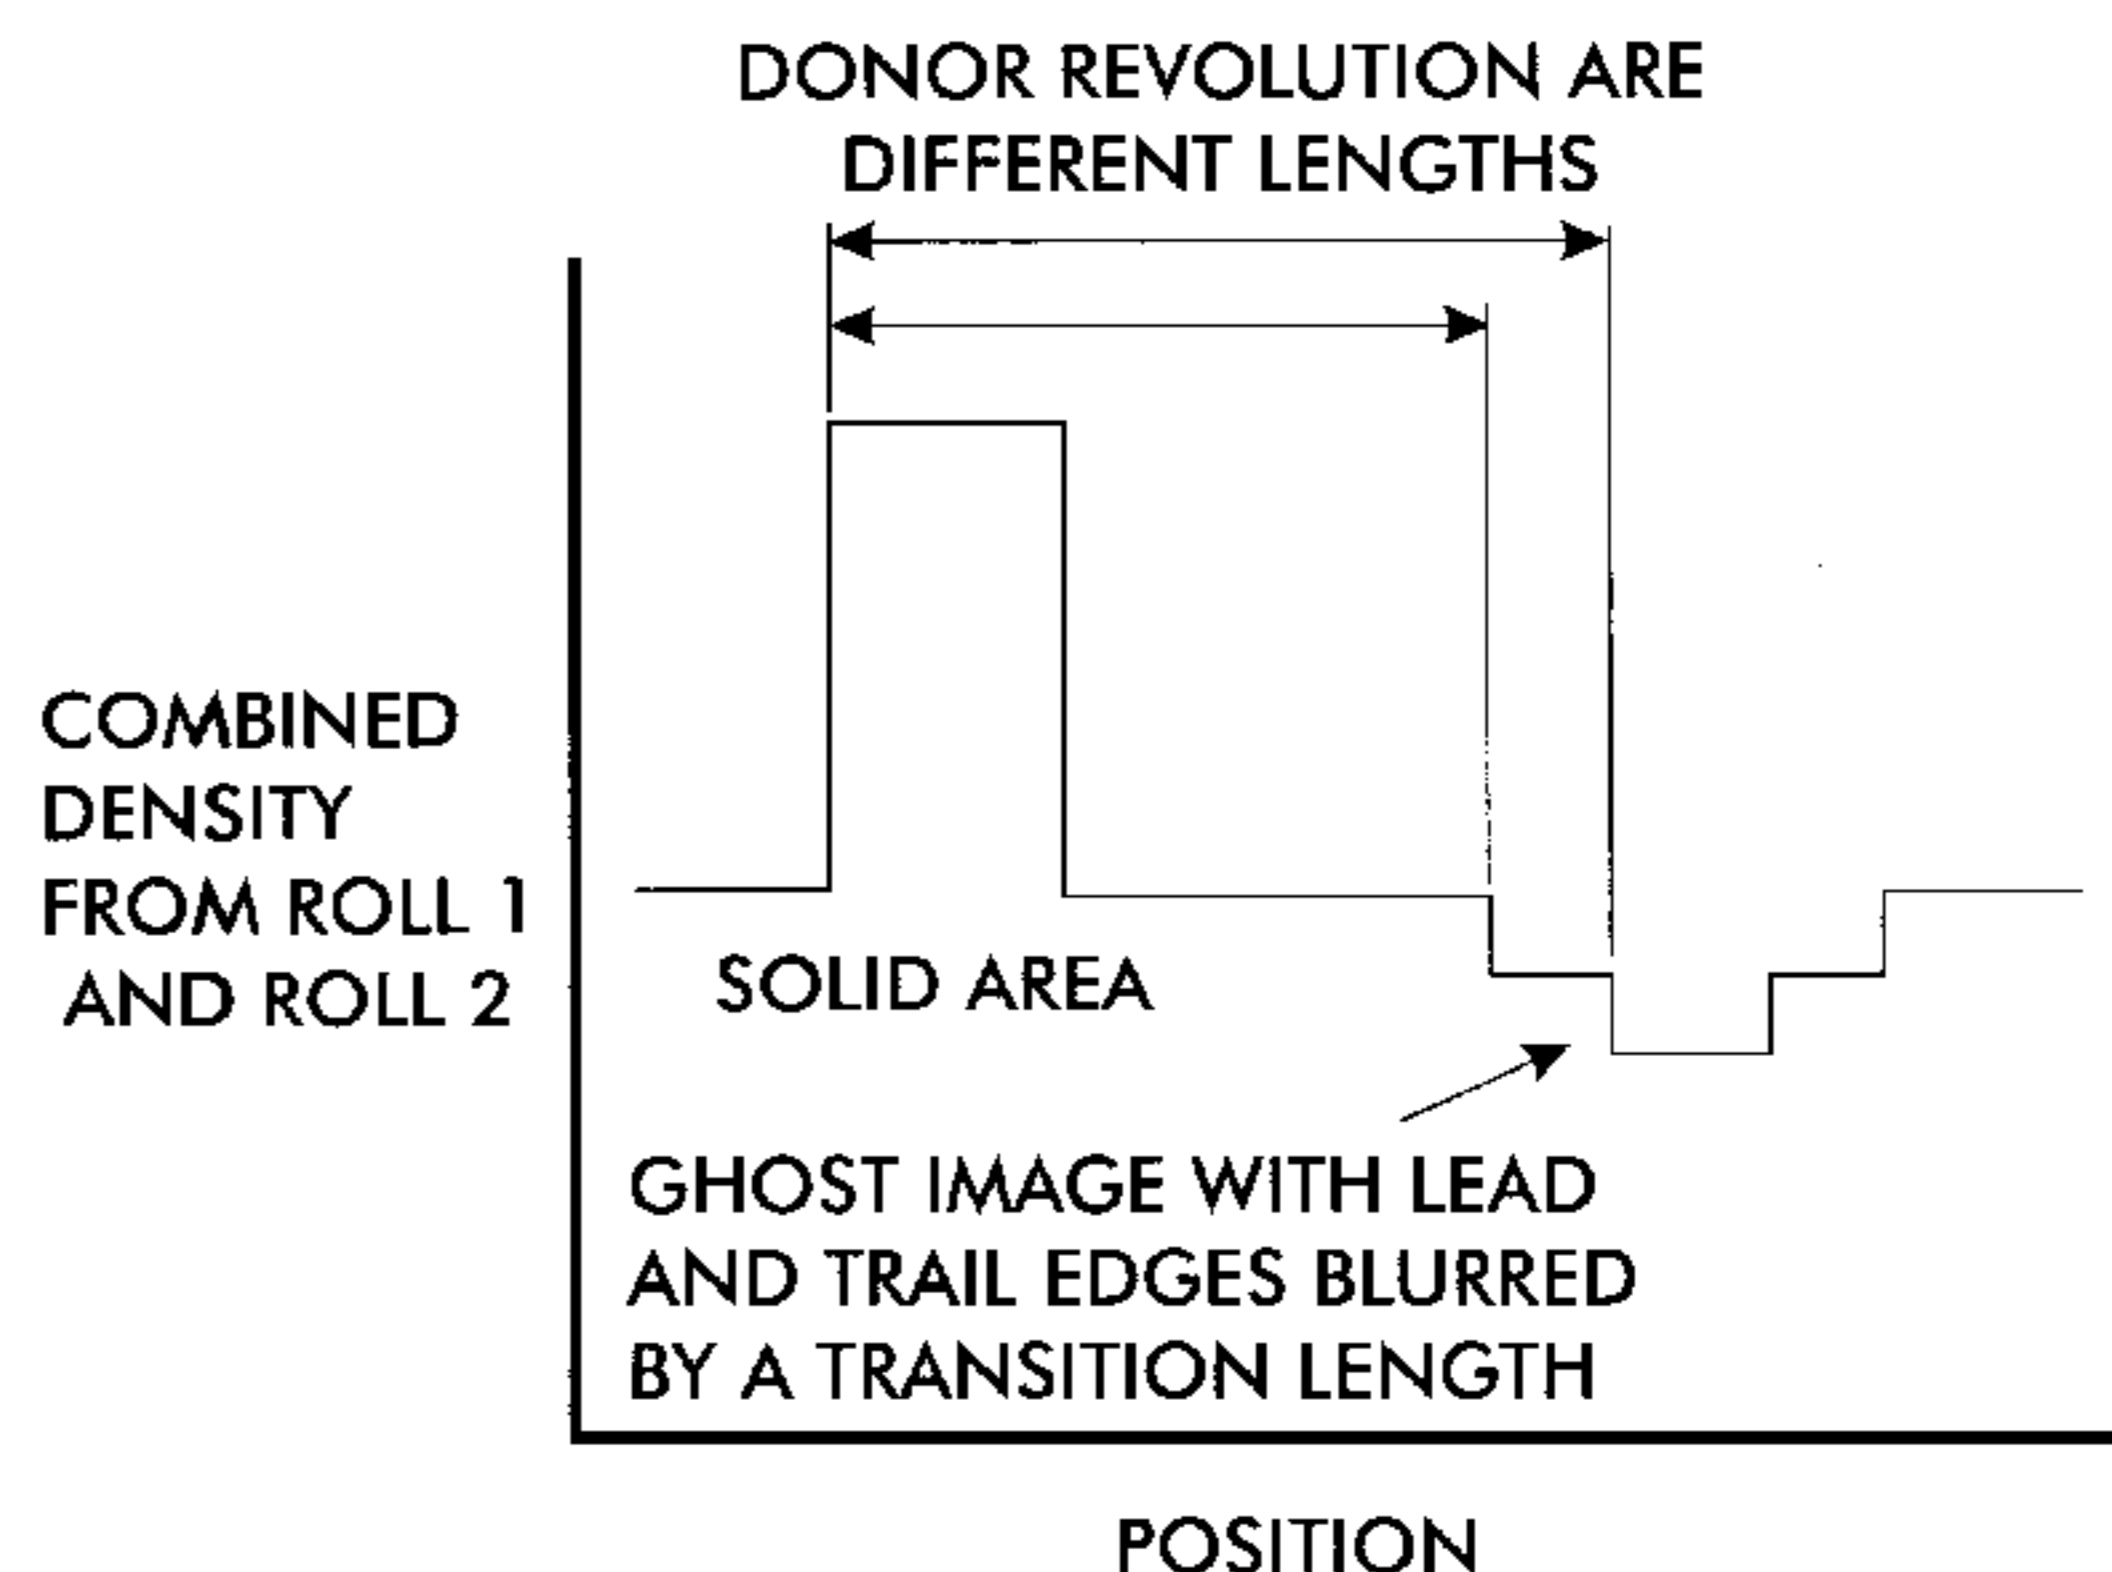 DONOR REVOLUTION ARE
DIFFERENT LENGTHS
COMBINED
DENSITY
FROM ROLL 1
AND ROLL 2
SOLID AREA
GHOST IMAGE WITH LEAD
AND TRAIL EDGES BLURRED
BY A TRANSITION LENGTH
POSITION